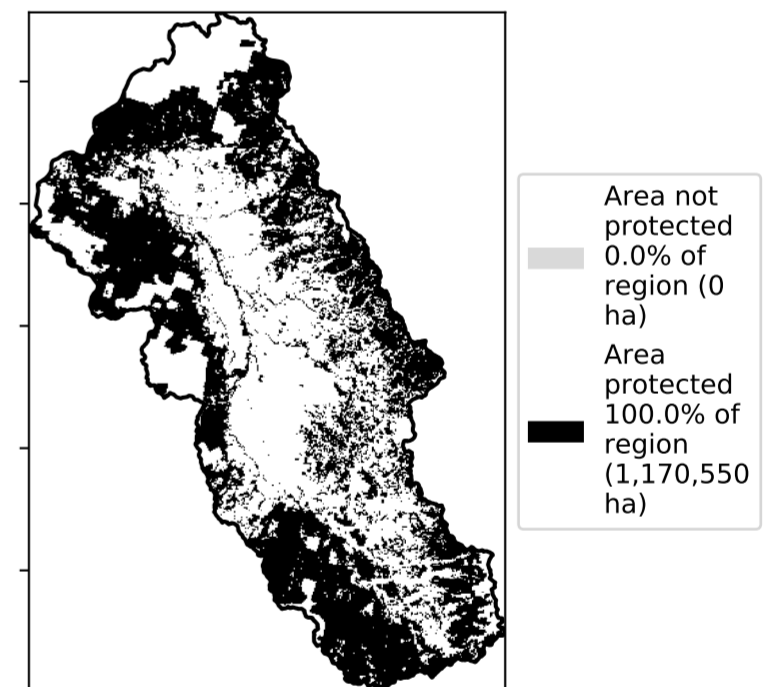 Area not
protected
0.0% of
region (0
ha)
Area
protected
100.0% of
region
(1,170,550
ha)